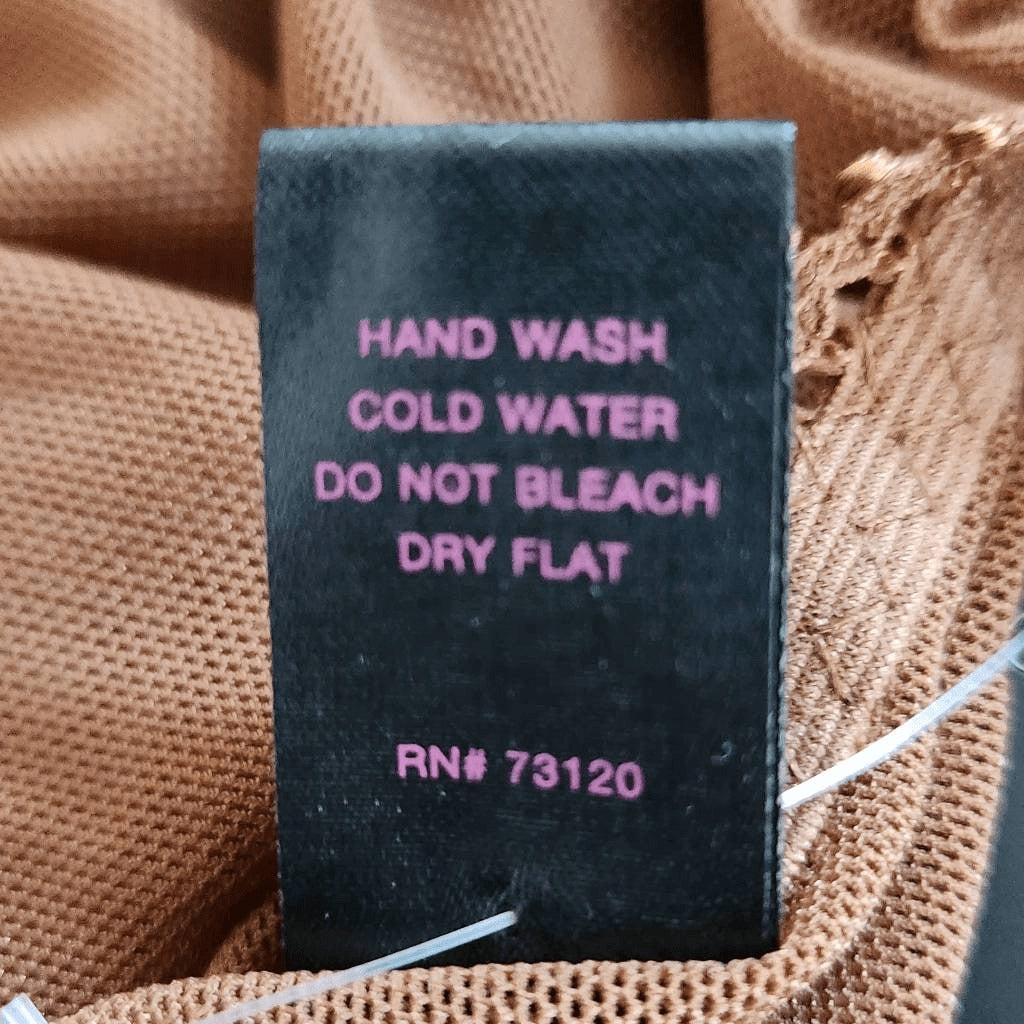 HAND WASH
COLD WATER
DO NOT BLEACH
DRY FLAT
RN# 73120